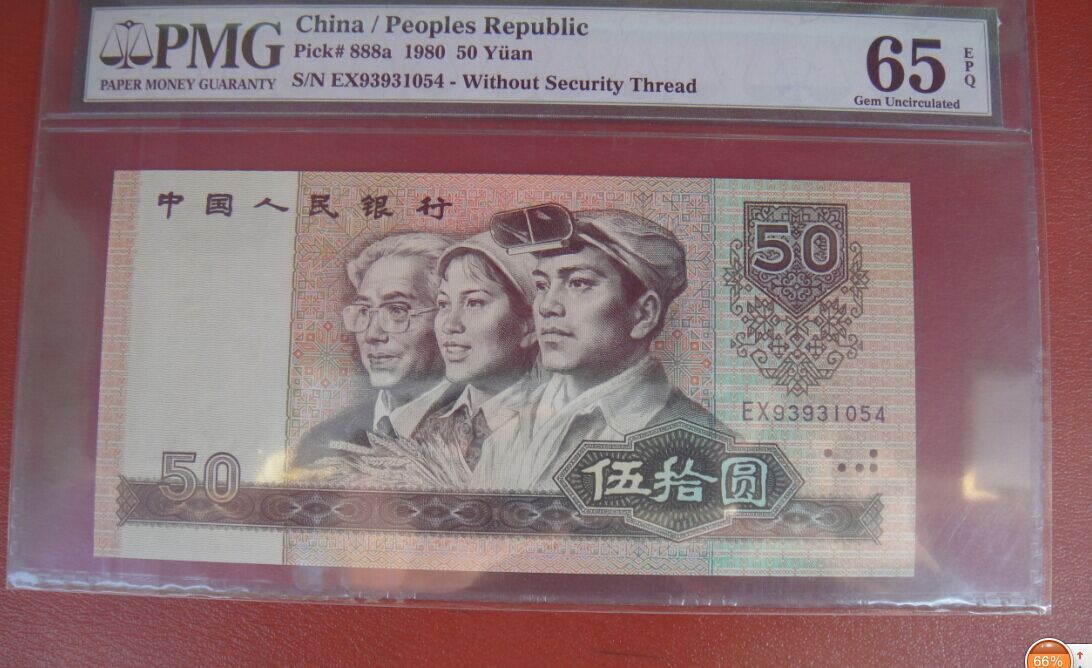 PMG
PAPER MONEY GUARANTY
China / Peoples Republic
Pick# 888a 1980 50 Yüan
S/N EX93931054 - Without Security Thread
65
EPQ
Gem Uncirculated
中国人民银行
50
EX93931054
50
伍拾圆
66%